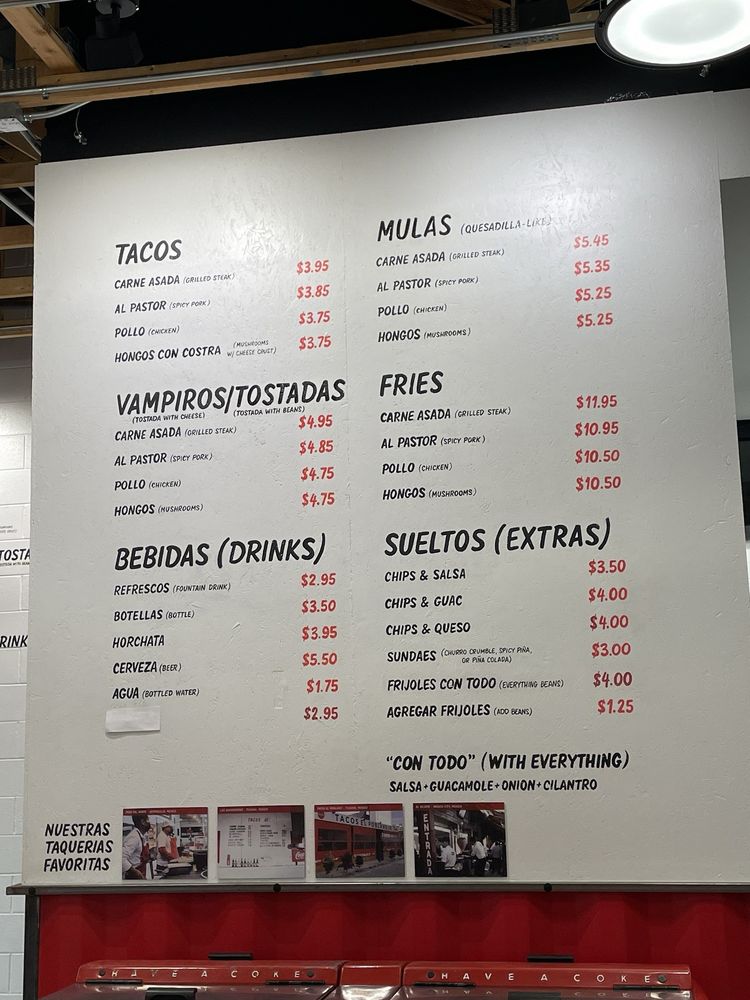 TACOS
CARNE ASADA (GRILLED STEAK) $3.95
AL PASTOR (SPICY PORK) $3.85
POLLO (CHICKEN) $3.75
HONGOS CON COSTRA (MUSHROOMS W/ CHEESE CRUST) $3.75
VAMPIROS/TOSTADAS
(TOSTADA WITH CHEESE) (TOSTADA WITH BEANS)
CARNE ASADA (GRILLED STEAK) $4.95
AL PASTOR (SPICY PORK) $4.85
POLLO (CHICKEN) $4.75
HONGOS (MUSHROOMS) $4.75
BEBIDAS (DRINKS)
REFRESCOS (FOUNTAIN DRINK) $2.95
BOTELLAS (BOTTLE) $3.50
HORCHATA $3.95
CERVEZA (BEER) $5.50
AGUA (BOTTLED WATER) $1.75
$2.95
MULAS (QUESADILLA-LIKE)
CARNE ASADA (GRILLED STEAK) $5.45
AL PASTOR (SPICY PORK) $5.35
POLLO (CHICKEN) $5.25
HONGOS (MUSHROOMS) $5.25
FRIES
CARNE ASADA (GRILLED STEAK) $11.95
AL PASTOR (SPICY PORK) $10.95
POLLO (CHICKEN) $10.50
HONGOS (MUSHROOMS) $10.50
SUELTOS (EXTRAS)
CHIPS & SALSA $3.50
CHIPS & GUAC $4.00
CHIPS & QUESO $4.00
SUNDAES (CHURRO CRUMBLE, SPICY PIÑA, OR PIÑA COLADA) $3.00
FRIJOLES CON TODO (EVERYTHING BEANS) $4.00
AGREGAR FRIJOLES (ADD BEANS) $1.25
"CON TODO" (WITH EVERYTHING)
SALSA+GUACAMOLE+ONION+CILANTRO
NUESTRAS
TAQUERIAS
FAVORITAS
TACOS
TACOS EL
ENTRADA
HAVE A COKE
HAVE A COKE